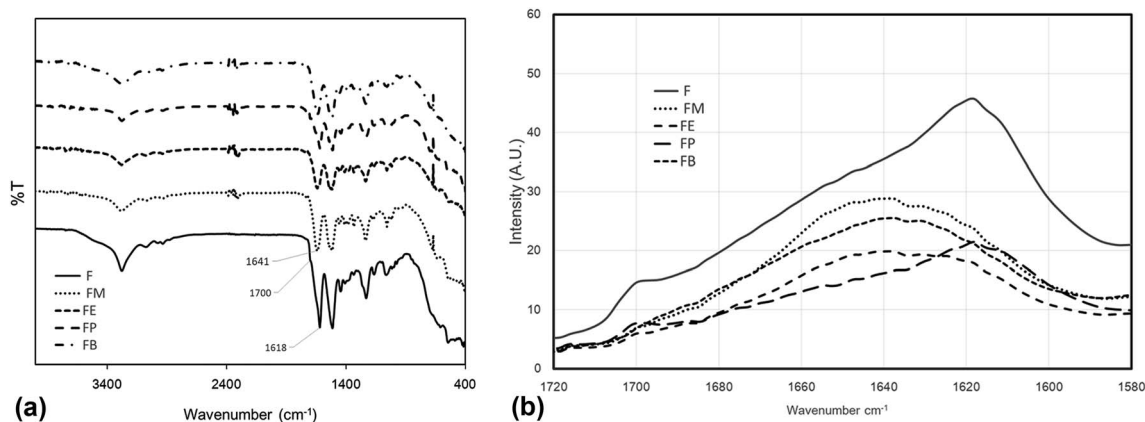 %T
1641
1700
1618
F
FM
FE
FP
FB
3400
2400
1400
400
Wavenumber (cm-1)
(a)
60
50
40
30
20
10
0
Intensity (A.U.)
F
FM
FE
FP
FB
1720
1700
1680
1660
1640
1620
1600
1580
Wavenumber cm-1
(b)